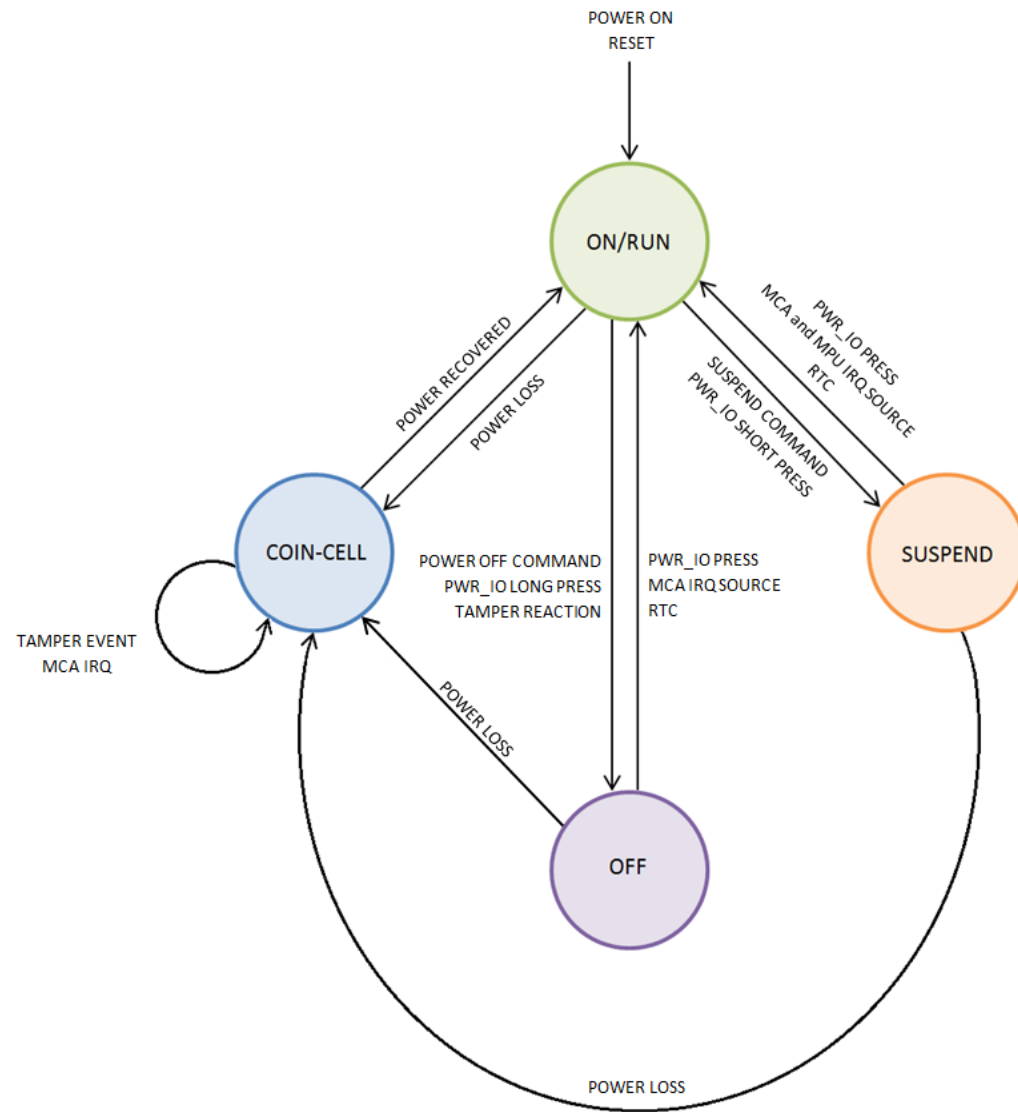 POWER ON
RESET
ON/RUN
POWER RECOVERED
POWER LOSS
PWR_IO PRESS
MCA and MPU IRQ SOURCE
RTC
SUSPEND COMMAND
PWR_IO SHORT PRESS
COIN-CELL
SUSPEND
POWER OFF COMMAND
PWR_IO LONG PRESS
TAMPER REACTION
PWR_IO PRESS
MCA IRQ SOURCE
RTC
TAMPER EVENT
MCA IRQ
POWER LOSS
OFF
POWER LOSS